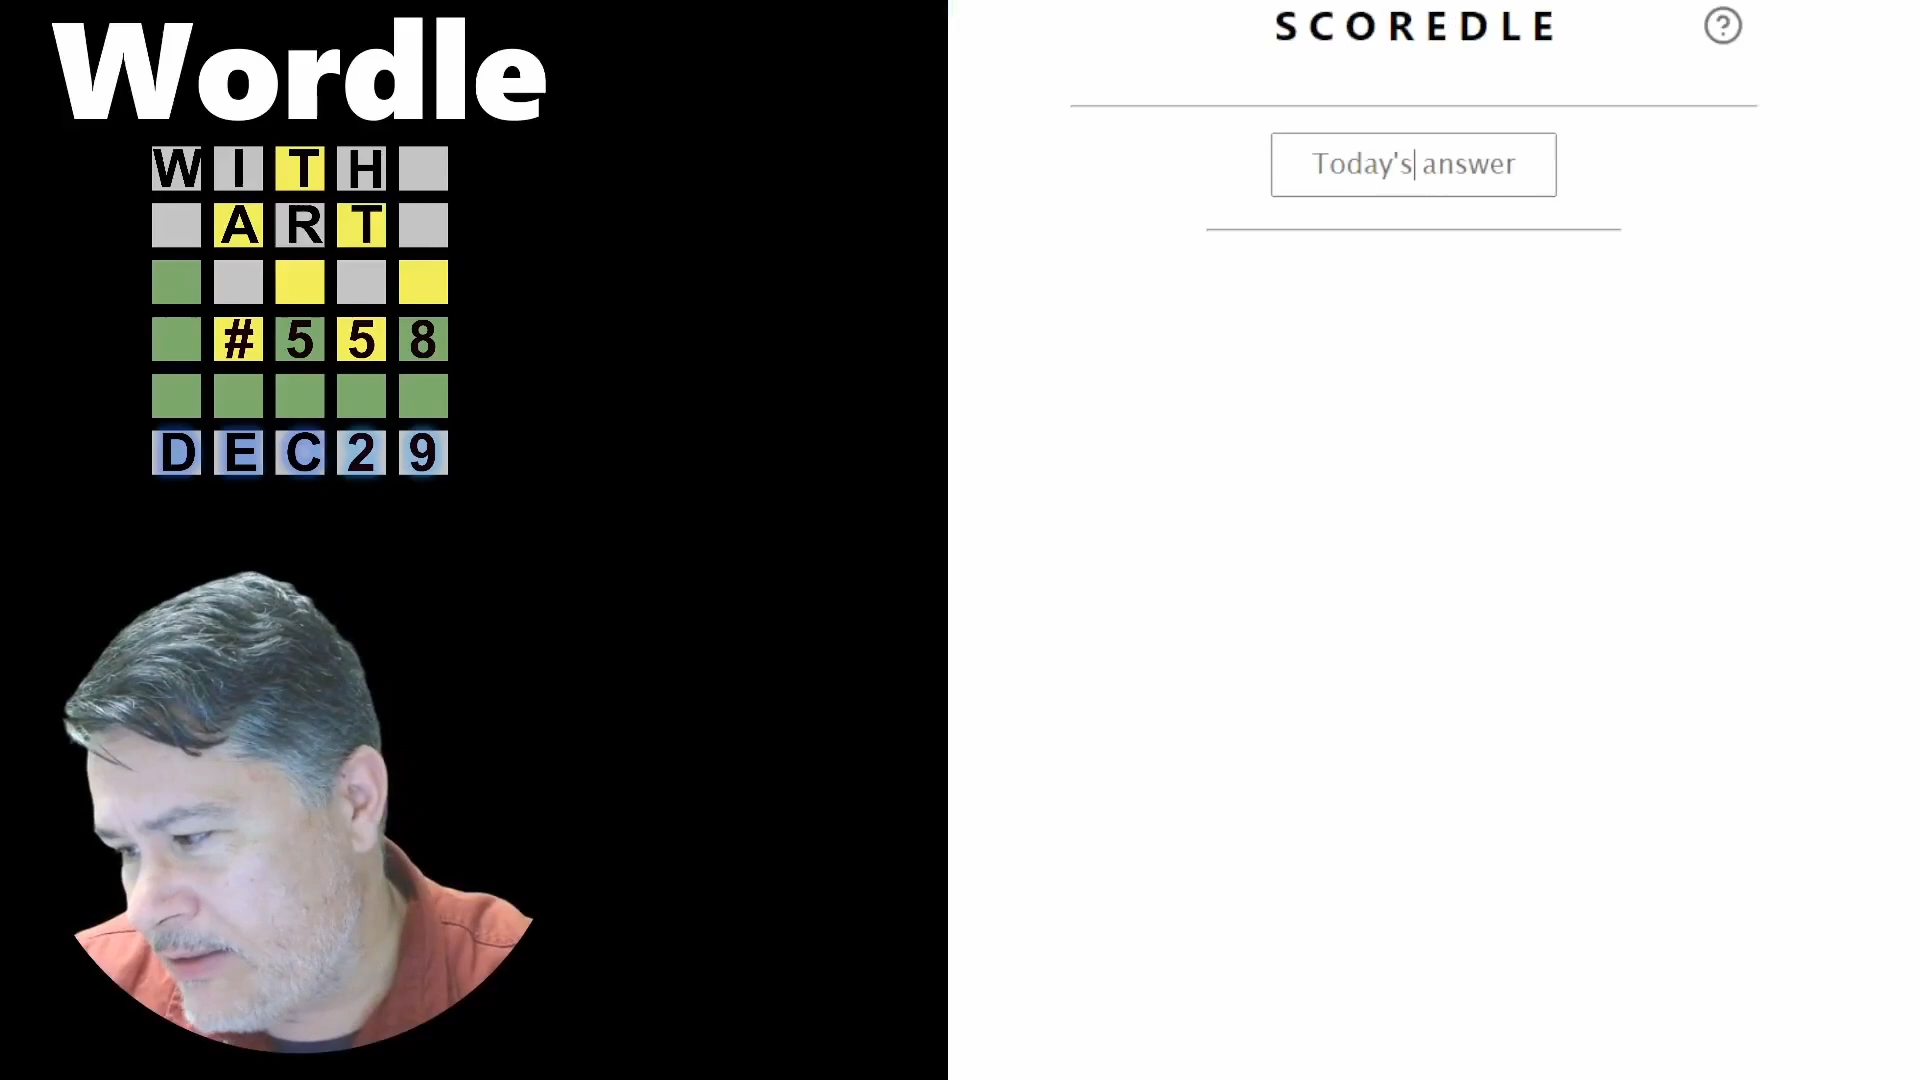 Wordle
WITH
ART
#558
DEC29
SCOREDLE
?
Today's answer